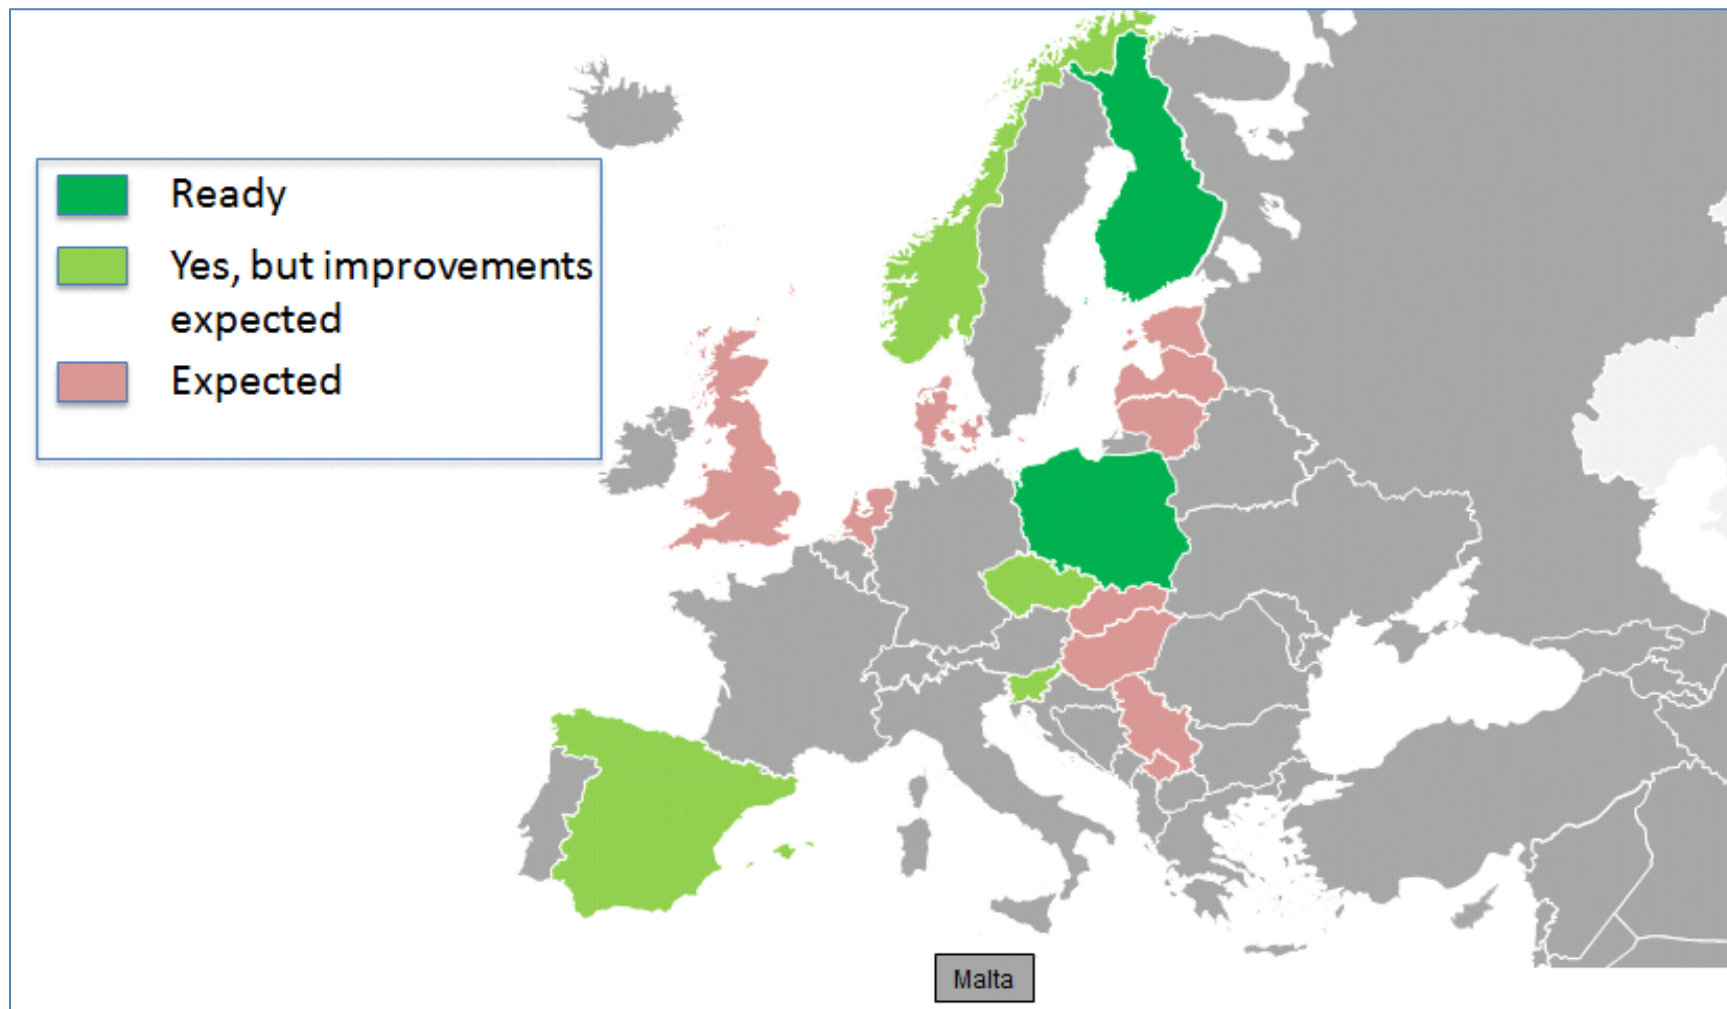 Ready
Yes, but improvements
expected
Expected
Malta